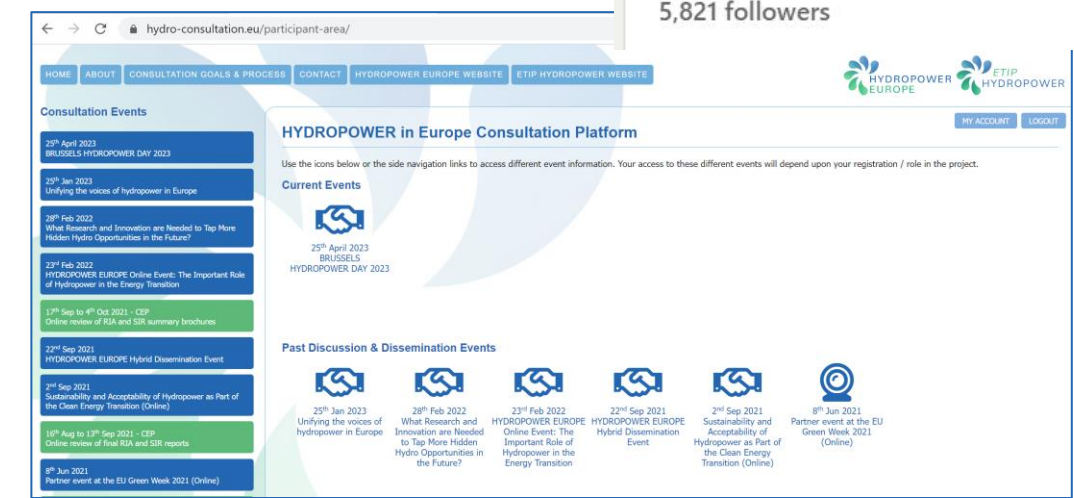 5,821 followers
hydro-consultation.eu/participant-area/
HOME
ABOUT
CONSULTATION GOALS & PROCESS
CONTACT
HYDROPOWER EUROPE WEBSITE
ETIP HYDROPOWER WEBSITE
HYDROPOWER
EUROPE
ETIP
HYDROPOWER
Consultation Events
25th April 2023
BRUSSELS HYDROPOWER DAY 2023
25th Jan 2023
Unifying the voices of hydropower in Europe
28th Feb 2022
What Research and Innovation are Needed to Tap More
Hidden Hydro Opportunities in the Future?
23rd Feb 2022
HYDROPOWER EUROPE Online Event: The Important Role
of Hydropower in the Energy Transition
17th Sep to 4th Oct 2021 - CEP
Online review of RIA and SIR summary brochures
22nd Sep 2021
HYDROPOWER EUROPE Hybrid Dissemination Event
2nd Sep 2021
Sustainability and Acceptability of Hydropower as Part of
the Clean Energy Transition (Online)
16th Aug to 13th Sep 2021 - CEP
Online review of final RIA and SIR reports
8th Jun 2021
Partner event at the EU Green Week 2021 (Online)
MY ACCOUNT
LOGOUT
HYDROPOWER in Europe Consultation Platform
Use the icons below or the side navigation links to access different event information. Your access to these different events will depend upon your registration / role in the project.
Current Events
25th April 2023
BRUSSELS
HYDROPOWER DAY 2023
Past Discussion & Dissemination Events
25th Jan 2023
Unifying the voices of
hydropower in Europe
28th Feb 2022
What Research and
Innovation are Needed
to Tap More Hidden
Hydro Opportunities in
the Future?
23rd Feb 2022
HYDROPOWER EUROPE
Online Event: The
Important Role of
Hydropower in the
Energy Transition
22nd Sep 2021
HYDROPOWER EUROPE
Hybrid Dissemination
Event
2nd Sep 2021
Sustainability and
Acceptability of
Hydropower as Part of
the Clean Energy
Transition (Online)
8th Jun 2021
Partner event at the EU
Green Week 2021
(Online)